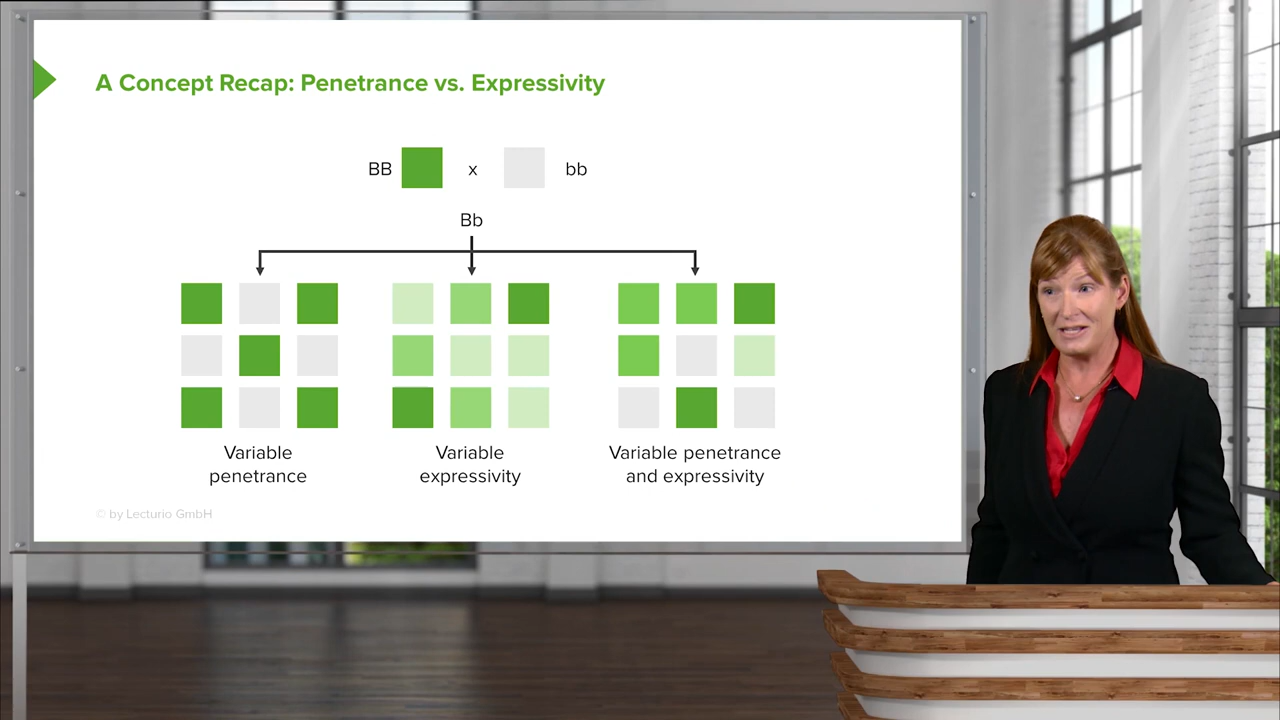 A Concept Recap: Penetrance vs. Expressivity
BB x bb
Bb
Variable
penetrance
Variable
expressivity
Variable penetrance
and expressivity
© by Lecturio GmbH